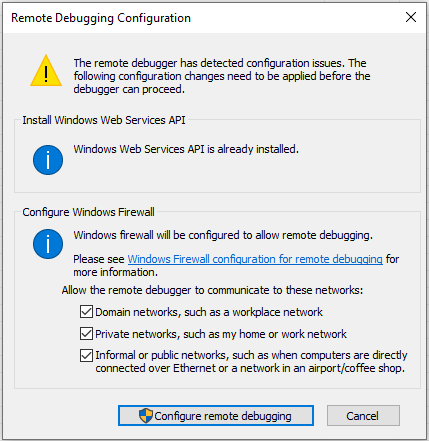 Remote Debugging Configuration
The remote debugger has detected configuration issues. The
following configuration changes need to be applied before the
debugger can proceed.
Install Windows Web Services API
Windows Web Services API is already installed.
Configure Windows Firewall
Windows firewall will be configured to allow remote debugging.
Please see Windows Firewall configuration for remote debugging for
more information.
Allow the remote debugger to communicate to these networks:
Domain networks, such as a workplace network
Private networks, such as my home or work network
Informal or public networks, such as when computers are directly
connected over Ethernet or a network in an airport/coffee shop.
Configure remote debugging
Cancel